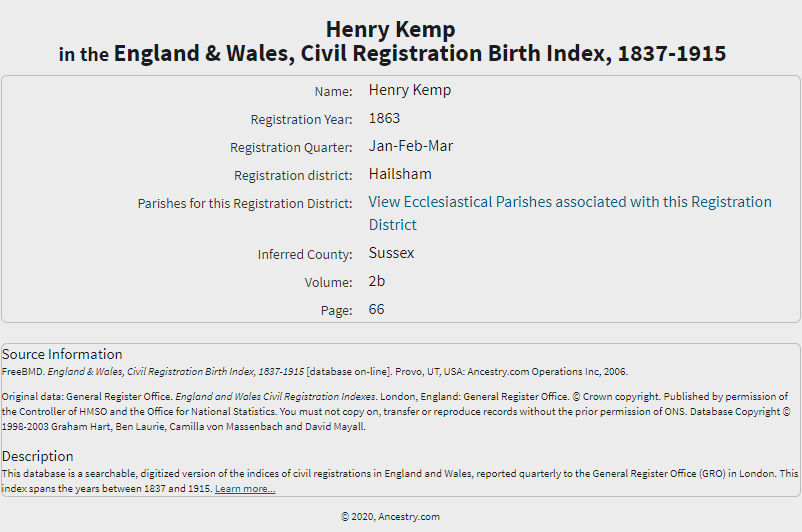 Henry Kemp
in the England & Wales, Civil Registration Birth Index, 1837-1915
Name: Henry Kemp
Registration Year: 1863
Registration Quarter: Jan-Feb-Mar
Registration district: Hailsham
Parishes for this Registration District: View Ecclesiastical Parishes associated with this Registration
District
Inferred County: Sussex
Volume: 2b
Page: 66
Source Information
FreeBMD. England & Wales, Civil Registration Birth Index, 1837-1915 [database on-line]. Provo, UT, USA: Ancestry.com Operations Inc, 2006.
Original data: General Register Office. England and Wales Civil Registration Indexes. London, England: General Register Office. © Crown copyright. Published by permission of
the Controller of HMSO and the Office for National Statistics. You must not copy on, transfer or reproduce records without the prior permission of ONS. Database Copyright ©
1998-2003 Graham Hart, Ben Laurie, Camilla von Massenbach and David Mayall.
Description
This database is a searchable, digitized version of the indices of civil registrations in England and Wales, reported quarterly to the General Register Office (GRO) in London. This
index spans the years between 1837 and 1915. Learn more...
© 2020, Ancestry.com